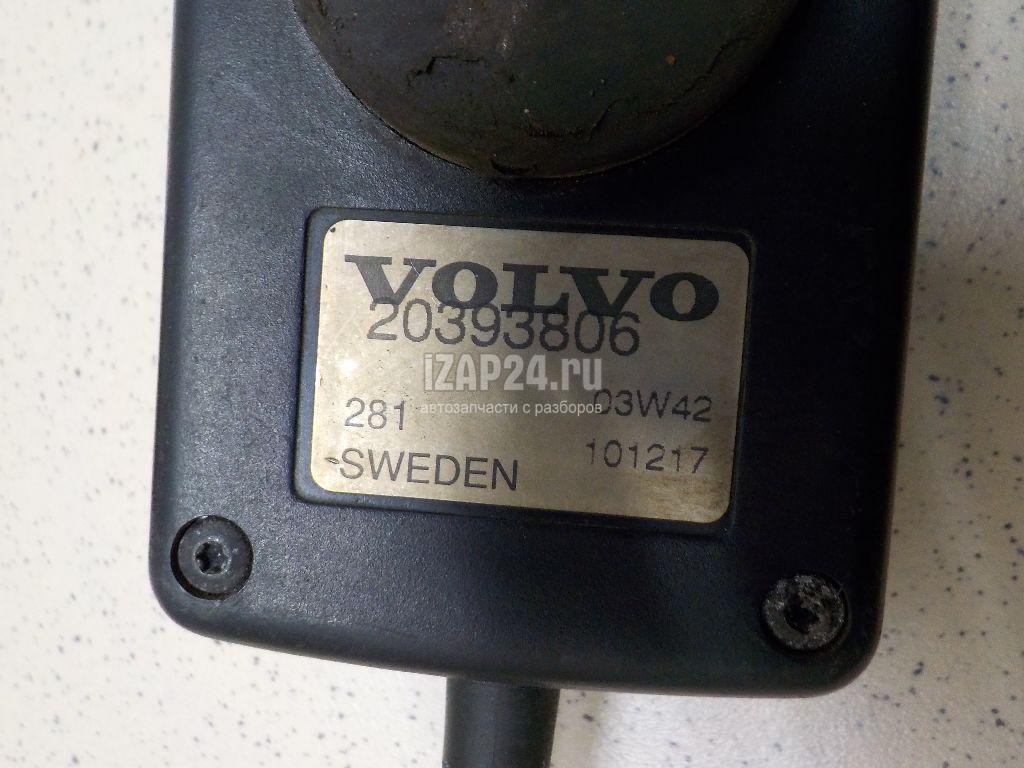 VOLVO
20393806
iZAP24.ru
автозапчасти с разборов
281 03W42
SWEDEN 101217